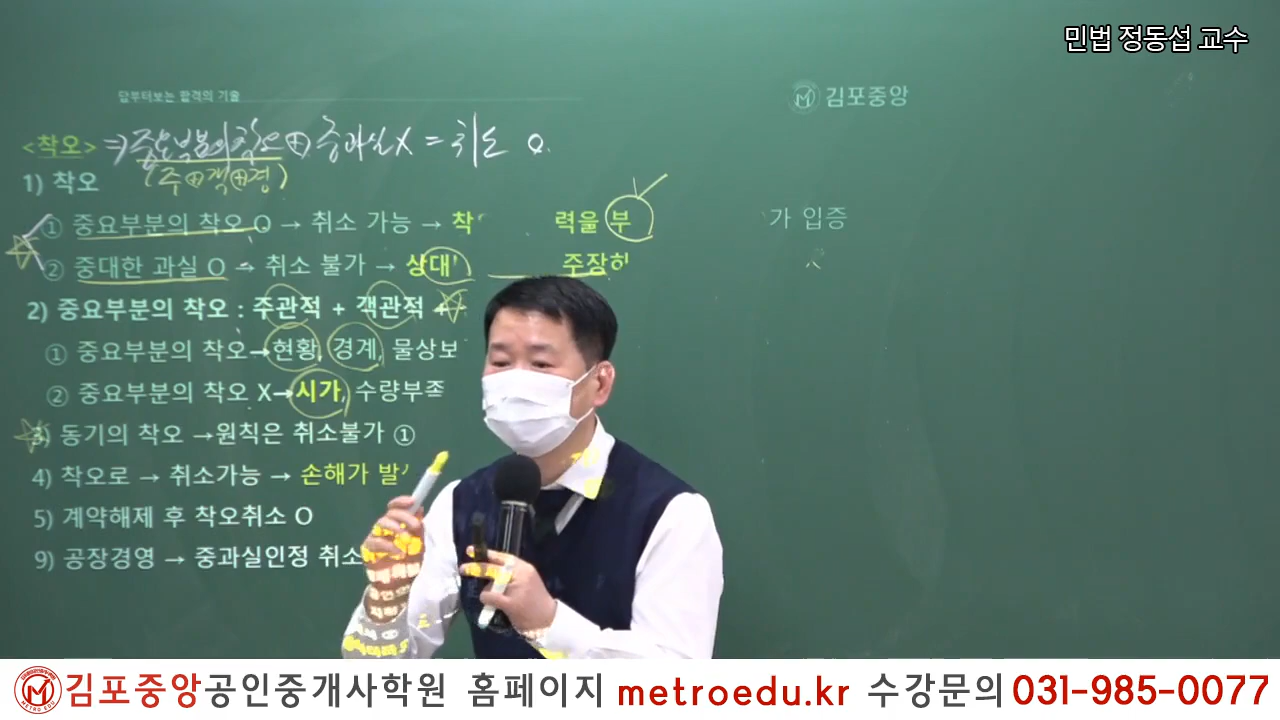 민법 정동섭 교수
답부터보는 합격의 기술
김포중앙
<착오> ⇒ 중요부분의 착오 ⊕ 중과실X = 취소 O.
(주⊕객⊕경)
1) 착오
① 중요부분의 착오 O → 취소 가능 → 착 력을 부 가 입증
② 중대한 과실 O → 취소 불가 → 상대 주장하
2) 중요부분의 착오 : 주관적 + 객관적 +
① 중요부분의 착오→현황, 경계, 물상보
② 중요부분의 착오 X→시가, 수량부족
3) 동기의 착오 →원칙은 취소불가 ①
4) 착오로 → 취소가능 → 손해가 발
5) 계약해제 후 착오취소 O
9) 공장경영 → 중과실인정 취소
김포중앙공인중개사학원 홈페이지 metroedu.kr 수강문의 031-985-0077